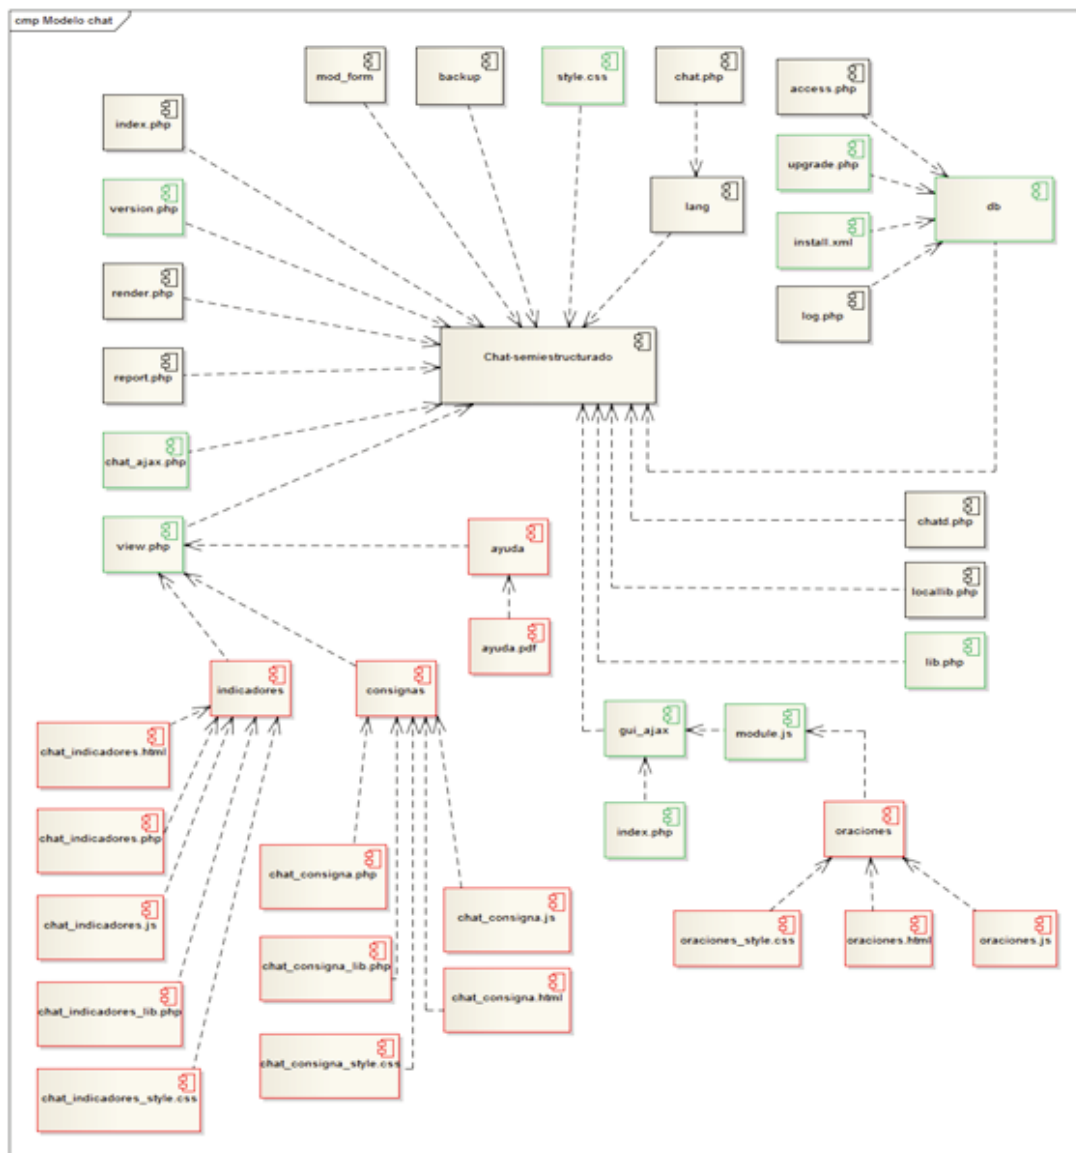 cmp Modelo chat
mod_form
backup
style.css
chat.php
access.php
index.php
upgrade.php
version.php
lang
db
install.xml
render.php
log.php
Chat-semiestructurado
report.php
chat_ajax.php
view.php
ayuda
chatd.php
locallib.php
ayuda.pdf
lib.php
indicadores
consignas
gui_ajax
module.js
chat_indicadores.html
index.php
oraciones
chat_indicadores.php
chat_consigna.php
chat_consigna.js
chat_indicadores.js
oraciones_style.css
oraciones.html
oraciones.js
chat_consigna_lib.php
chat_consigna.html
chat_indicadores_lib.php
chat_consigna_style.css
chat_indicadores_style.css